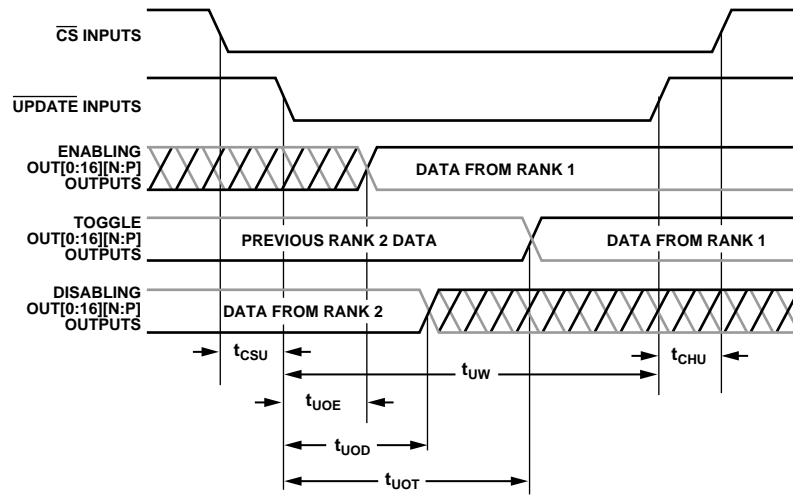 CS INPUTS
UPDATE INPUTS
ENABLING
OUT[0:16][N:P]
OUTPUTS
DATA FROM RANK 1
TOGGLE
OUT[0:16][N:P]
OUTPUTS
PREVIOUS RANK 2 DATA
DATA FROM RANK 1
DISABLING
OUT[0:16][N:P]
OUTPUTS
DATA FROM RANK 2
tCSU
tUW
tCHU
tUOE
tUOD
tUOT